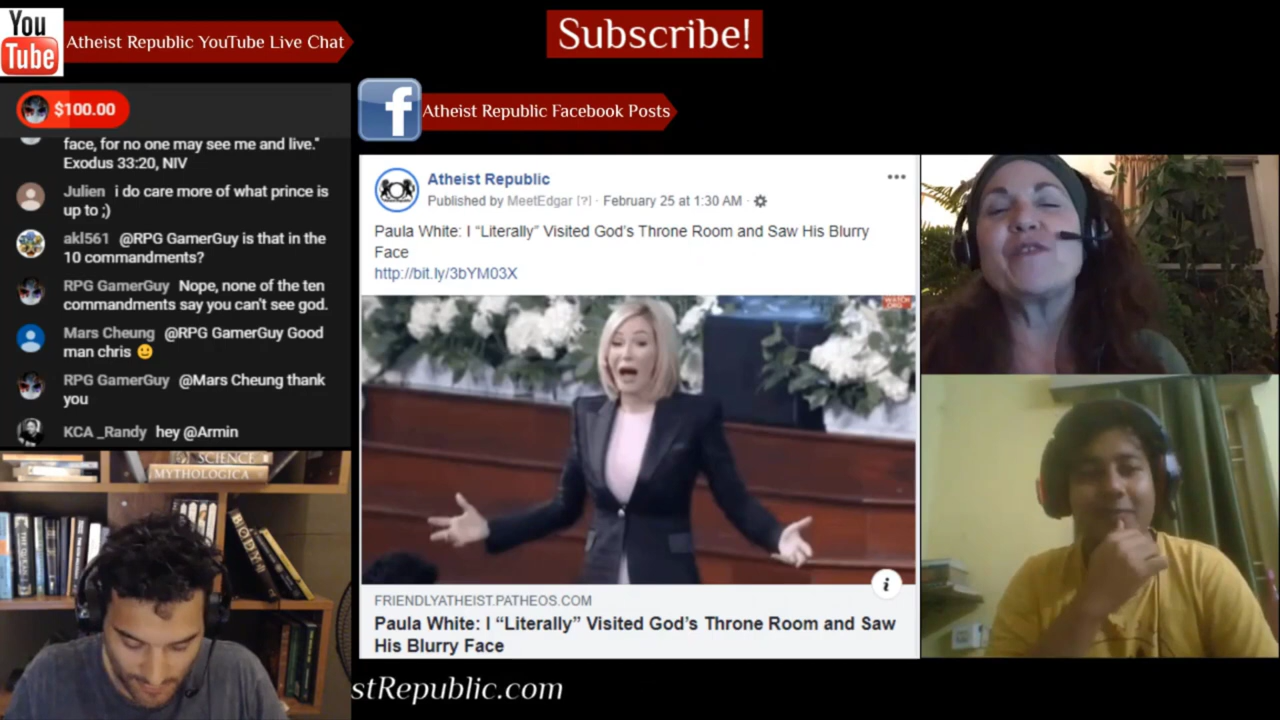 You
Tube
Atheist Republic YouTube Live Chat
Subscribe!
$100.00
face, for no one may see me and live."
Exodus 33:20, NIV
Julien i do care more of what prince is
up to ;)
akl561 @RPG GamerGuy is that in the
10 commandments?
RPG GamerGuy Nope, none of the ten
commandments say you can't see god.
Mars Cheung @RPG GamerGuy Good
man chris
RPG GamerGuy @Mars Cheung thank
you
KCA _Randy hey @Armin
f
Atheist Republic Facebook Posts
Atheist Republic
Published by MeetEdgar [?] · February 25 at 1:30 AM ·
Paula White: I “Literally” Visited God’s Throne Room and Saw His Blurry
Face
http://bit.ly/3bYM03X
i
FRIENDLYATHEIST.PATHEOS.COM
Paula White: I “Literally” Visited God’s Throne Room and Saw
His Blurry Face
SCIENCE
MYTHOLOGICA
BODY
stRepublic.com